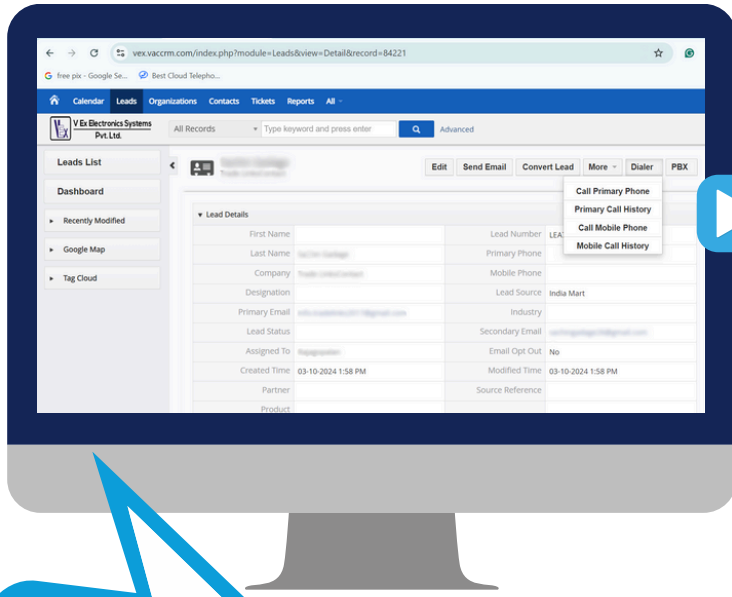 vex.vaccrm.com/index.php?module=Leads&view=Detail&record=84221
free pix - Google Se... Best Cloud Telepho...
Calendar Leads Organizations Contacts Tickets Reports All
V Ex Electronics Systems Pvt. Ltd.
VEX
All Records Type keyword and press enter Advanced
Leads List
Dashboard
Recently Modified
Google Map
Tag Cloud
Edit Send Email Convert Lead More Dialer PBX
Call Primary Phone
Primary Call History
Call Mobile Phone
Mobile Call History
Lead Details
First Name Lead Number LEA
Last Name Primary Phone
Company Mobile Phone
Designation Lead Source India Mart
Primary Email Industry
Lead Status Secondary Email
Assigned To Email Opt Out No
Created Time 03-10-2024 1:58 PM Modified Time 03-10-2024 1:58 PM
Partner Source Reference
Product